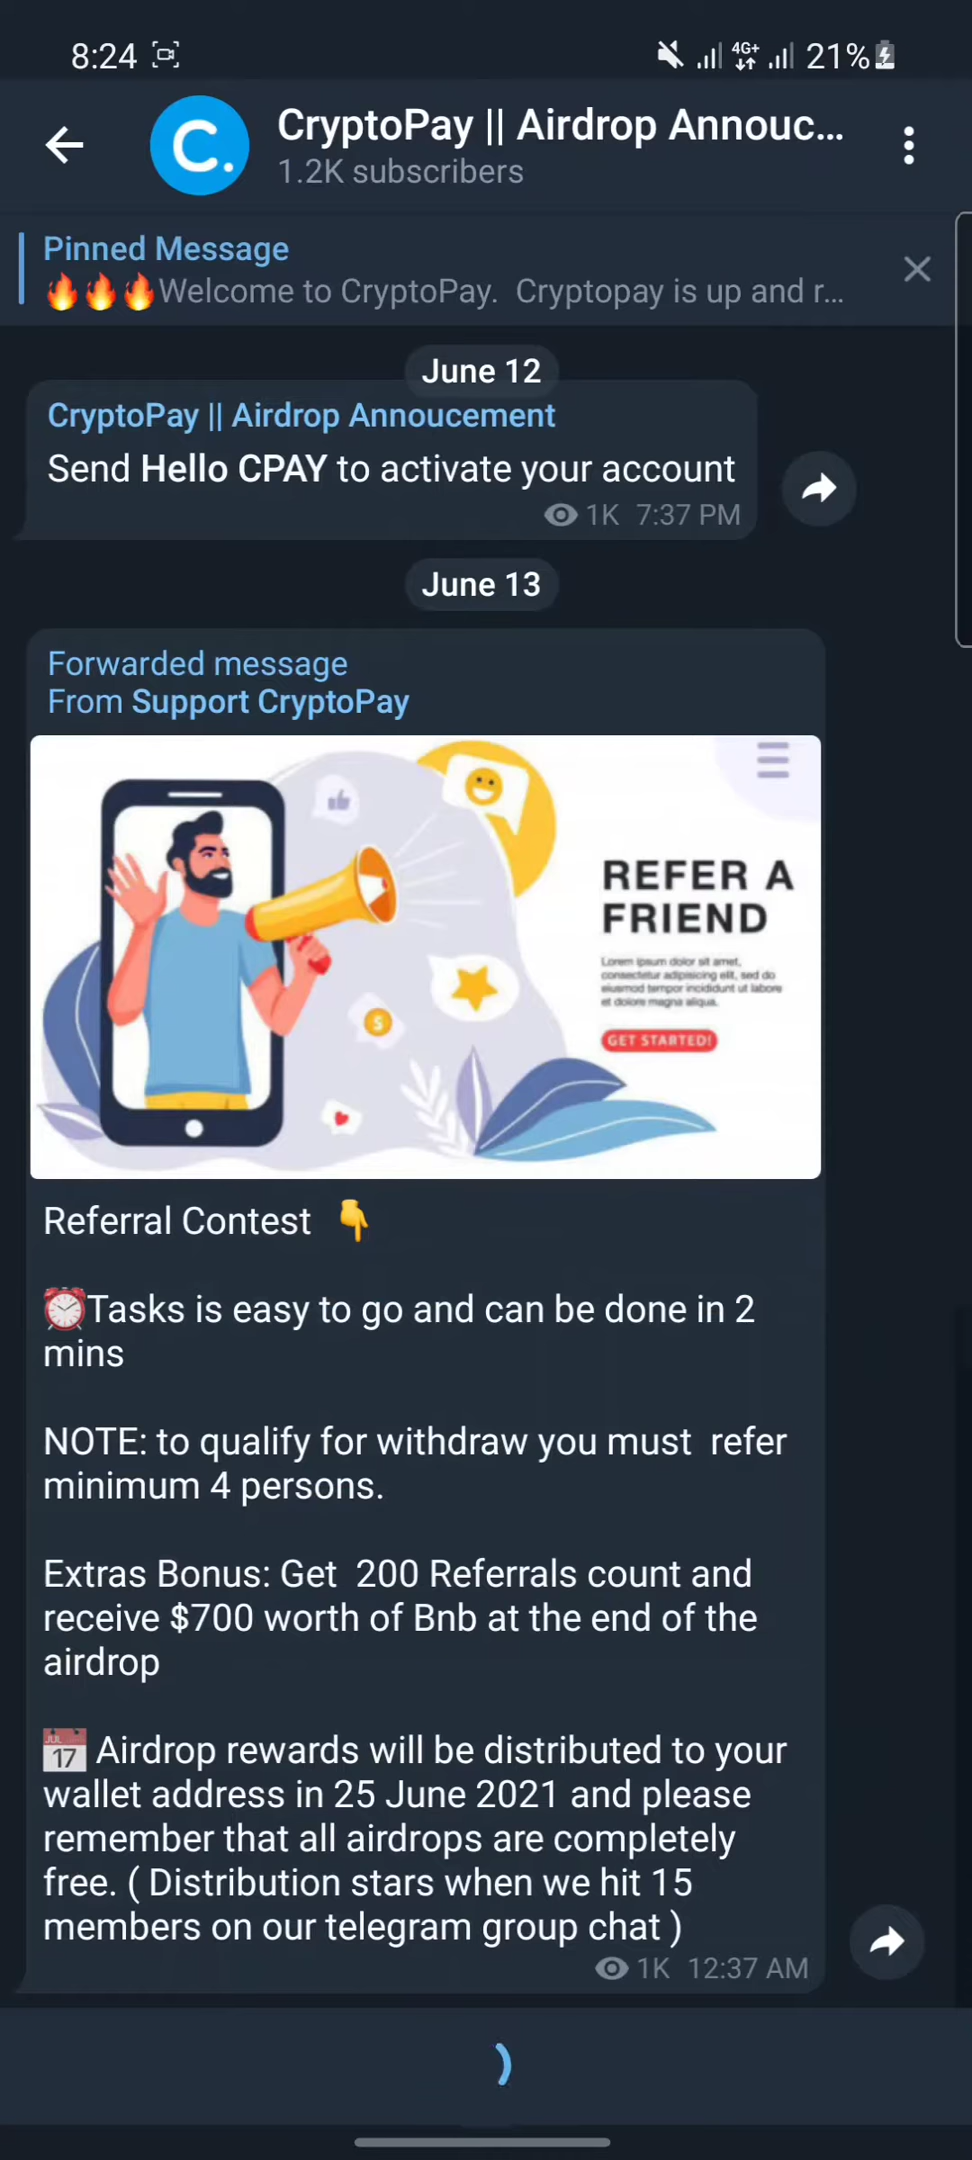 8:24
4G+ 21%
C.
CryptoPay || Airdrop Annouc...
1.2K subscribers
Pinned Message
🔥🔥🔥Welcome to CryptoPay.  Cryptopay is up and r...
June 12
CryptoPay || Airdrop Annoucement
Send Hello CPAY to activate your account
1K 7:37 PM
June 13
Forwarded message
From Support CryptoPay
REFER A
FRIEND
Lorem ipsum dolor sit amet,
consectetur adipiscing elit, sed do
eiusmod tempor incididunt ut labore
et dolore magna aliqua.
GET STARTED!
Referral Contest 👇
⏰Tasks is easy to go and can be done in 2
mins
NOTE: to qualify for withdraw you must  refer
minimum 4 persons.
Extras Bonus: Get  200 Referrals count and
receive $700 worth of Bnb at the end of the
airdrop
📅 Airdrop rewards will be distributed to your
wallet address in 25 June 2021 and please
remember that all airdrops are completely
free. ( Distribution stars when we hit 15
members on our telegram group chat )
1K 12:37 AM